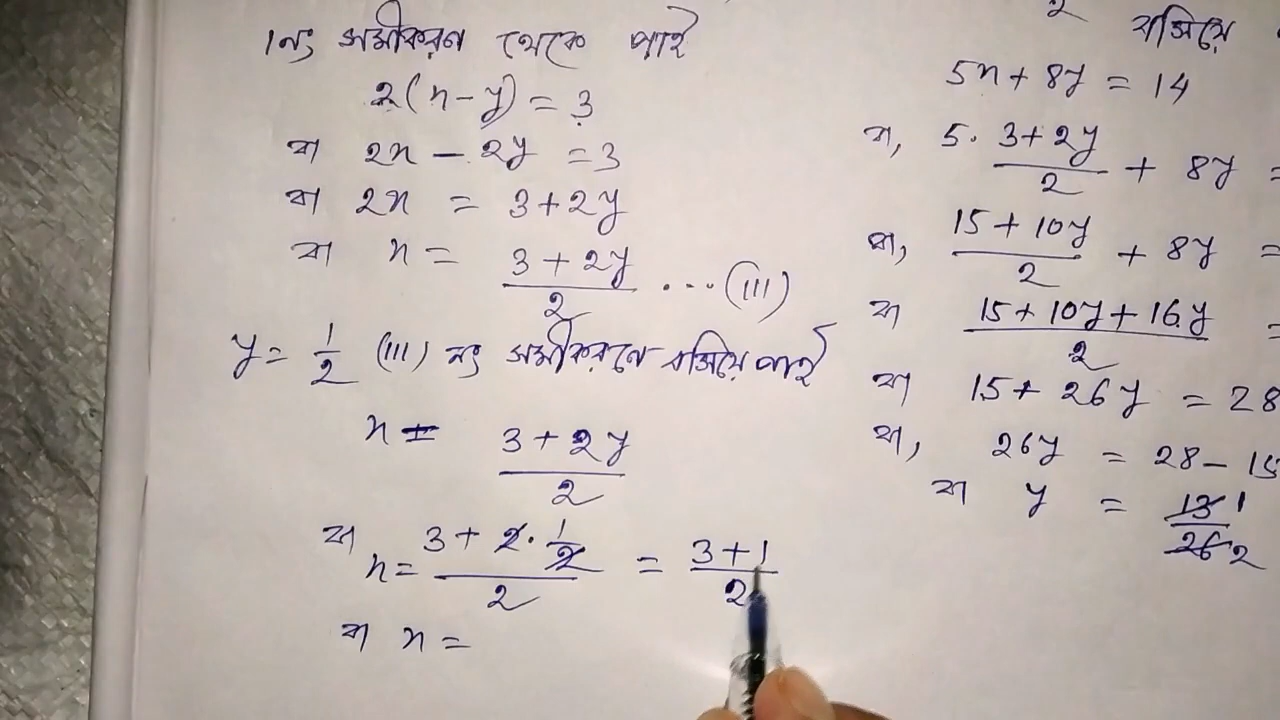 1নং সমীকরণ থেকে পাই
2(x-y) = 3
বা 2x - 2y = 3
বা 2x = 3+2y
বা x = 3+2y/2 ...(III)
y = 1/2 (III) নং সমীকরণে বসিয়ে পাই
x = 3+2y/2
বা x = 3+2·1/2/2 = 3+1/2
বা x =
2 বসিয়ে
5x + 8y = 14
বা, 5· 3+2y/2 + 8y =
বা, 15+10y/2 + 8y =
বা 15+10y+16y/2 =
বা 15+26y = 28
বা, 26y = 28-15
বা y = 13 1/26 2